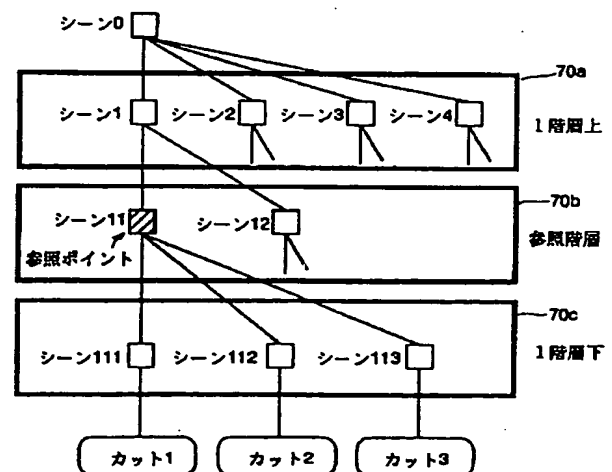 シーン0
70a
シーン1
シーン2
シーン3
シーン4
1階層上
70b
シーン11
シーン12
参照階層
参照ポイント
70c
シーン111
シーン112
シーン113
1階層下
カット1
カット2
カット3